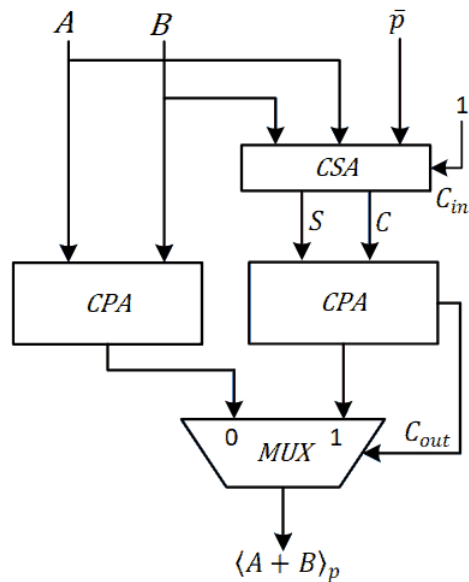 A B p̄
1
CSA
C_in
S C
CPA CPA
0 1
MUX
C_out
⟨A + B⟩_p